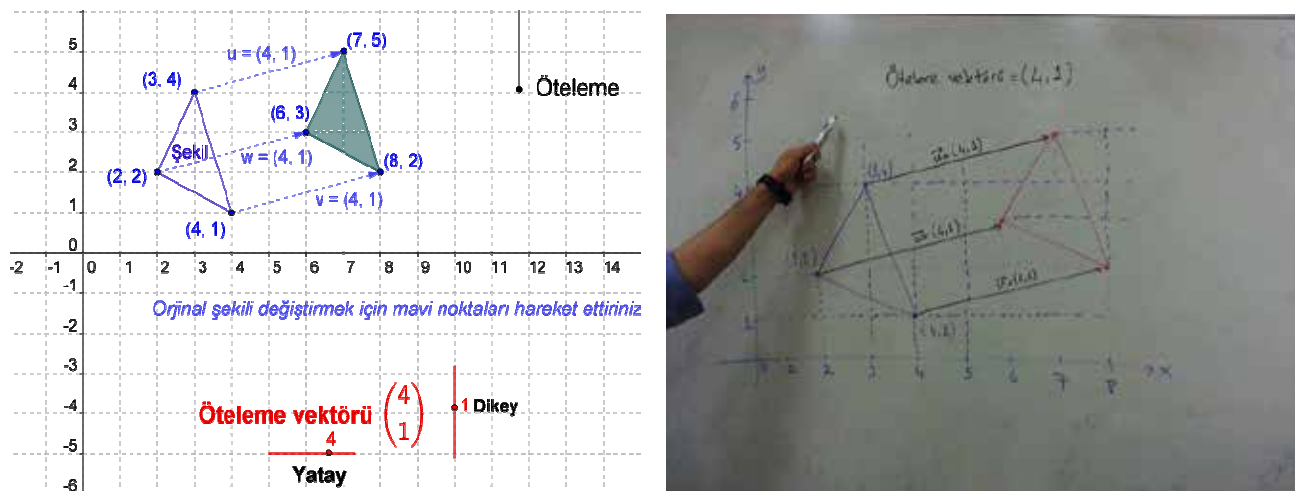 5
(7, 5)
u = (4, 1)
4
(3, 4)
Öteleme
3
(6, 3)
Şekil
w = (4, 1)
2
(2, 2)
(8, 2)
v = (4, 1)
1
(4, 1)
0
-2 -1 0 1 2 3 4 5 6 7 8 9 10 11 12 13 14
-1
Orjinal şekili değiştirmek için mavi noktaları hareket ettiriniz
-2
-3
Öteleme vektörü (4 1)
-4
1 Dikey
4
-5
Yatay
-6
y
Öteleme vektörü = (4,1)
6
5
4
1
2 3 4 5 6 7 8 x